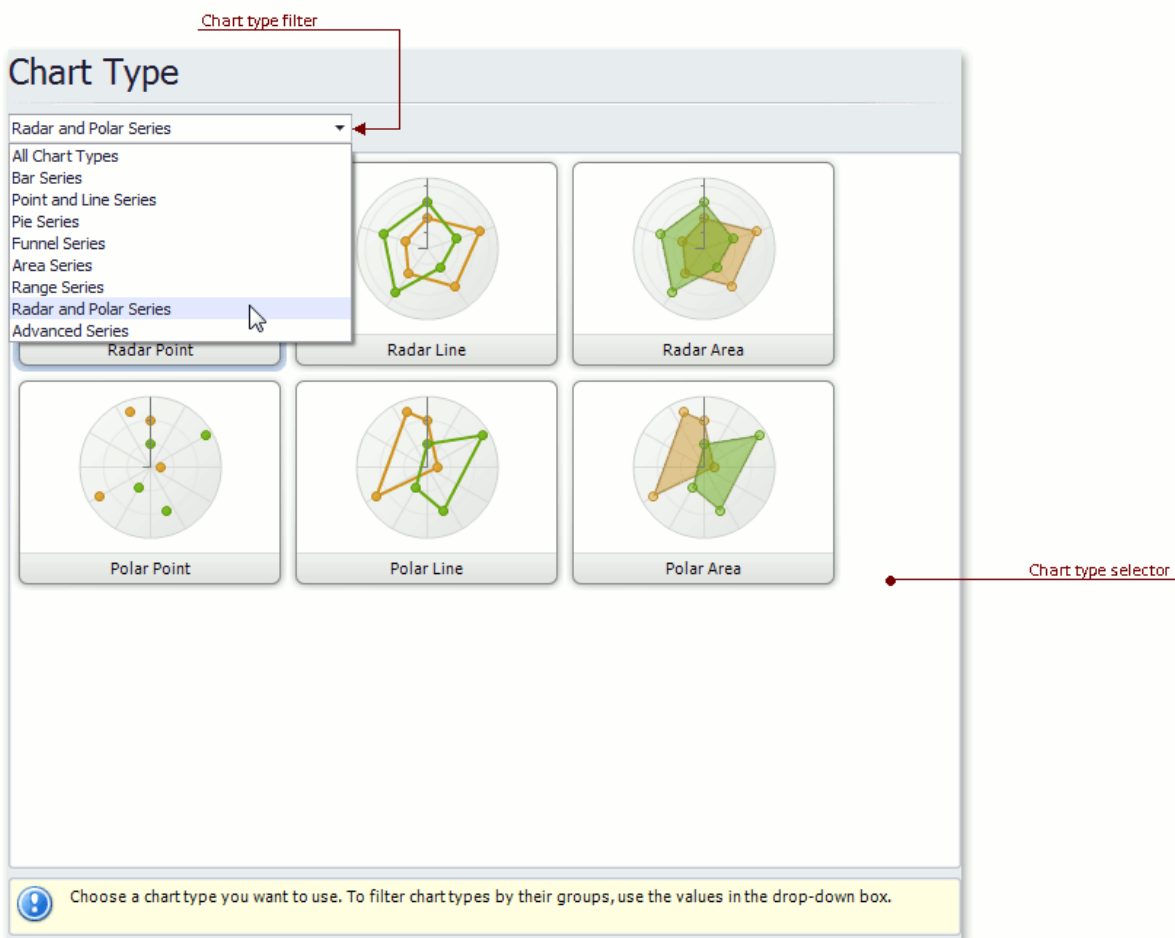 Chart type filter
Chart Type
Radar and Polar Series
All Chart Types
Bar Series
Point and Line Series
Pie Series
Funnel Series
Area Series
Range Series
Radar and Polar Series
Advanced Series
Radar Point
Radar Line
Radar Area
Polar Point
Polar Line
Polar Area
Chart type selector
Choose a chart type you want to use. To filter chart types by their groups, use the values in the drop-down box.